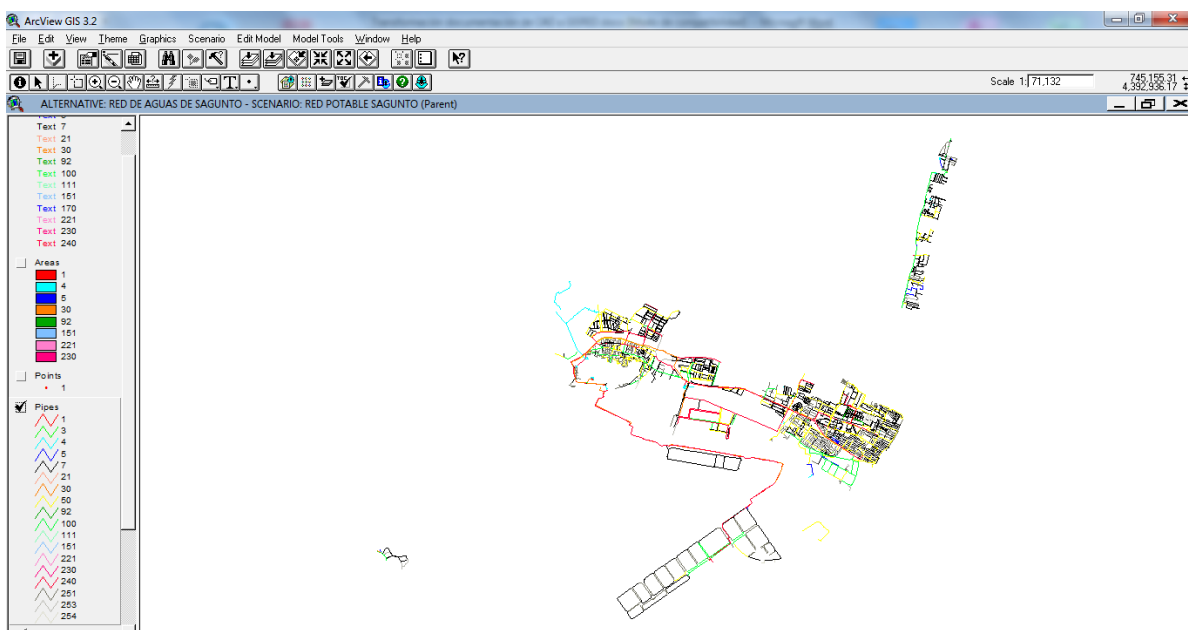 ArcView GIS 3.2
File Edit View Theme Graphics Scenario Edit Model Model Tools Window Help
Scale 1: 71,132
745,155.31
4,392,936.17
ALTERNATIVE: RED DE AGUAS DE SAGUNTO - SCENARIO: RED POTABLE SAGUNTO (Parent)
Text 7
Text 21
Text 30
Text 92
Text 100
Text 111
Text 151
Text 170
Text 221
Text 230
Text 240
Areas
1
4
5
30
92
151
221
230
Points
1
Pipes
1
3
4
5
7
21
30
50
92
100
111
151
221
230
240
251
253
254